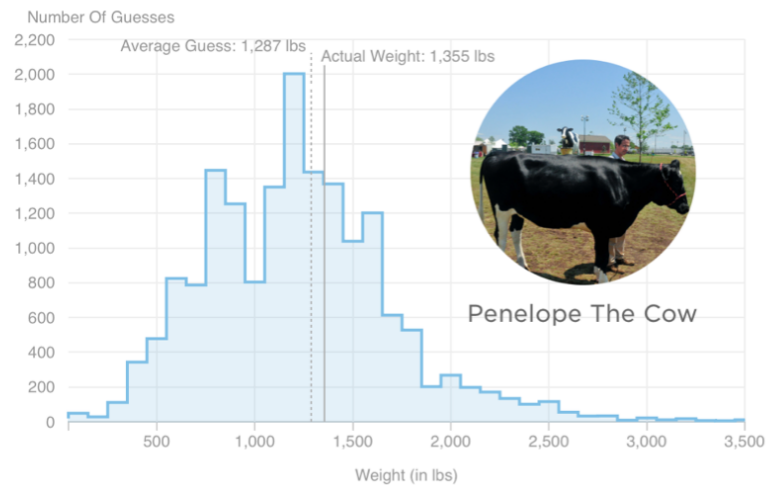 Number Of Guesses
2,200
Average Guess: 1,287 lbs
Actual Weight: 1,355 lbs
2,000
1,800
1,600
1,400
1,200
1,000
800
600
Penelope The Cow
400
200
0
500 1,000 1,500 2,000 2,500 3,000 3,500
Weight (in lbs)